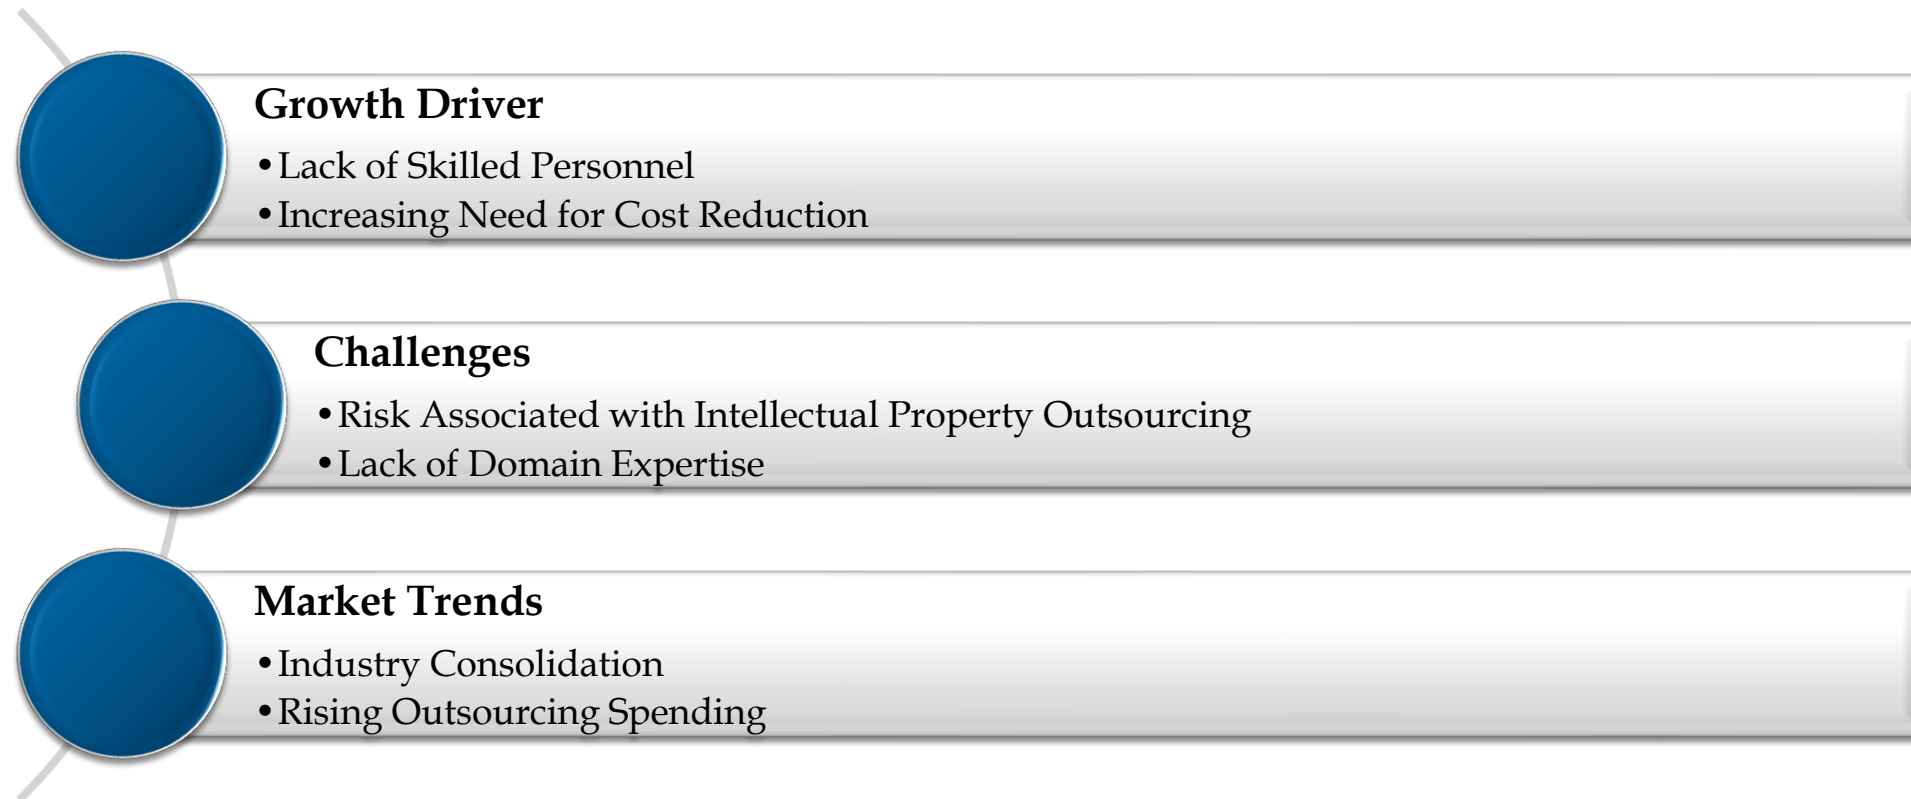 Growth Driver
•Lack of Skilled Personnel
•Increasing Need for Cost Reduction
Challenges
•Risk Associated with Intellectual Property Outsourcing
•Lack of Domain Expertise
Market Trends
•Industry Consolidation
•Rising Outsourcing Spending